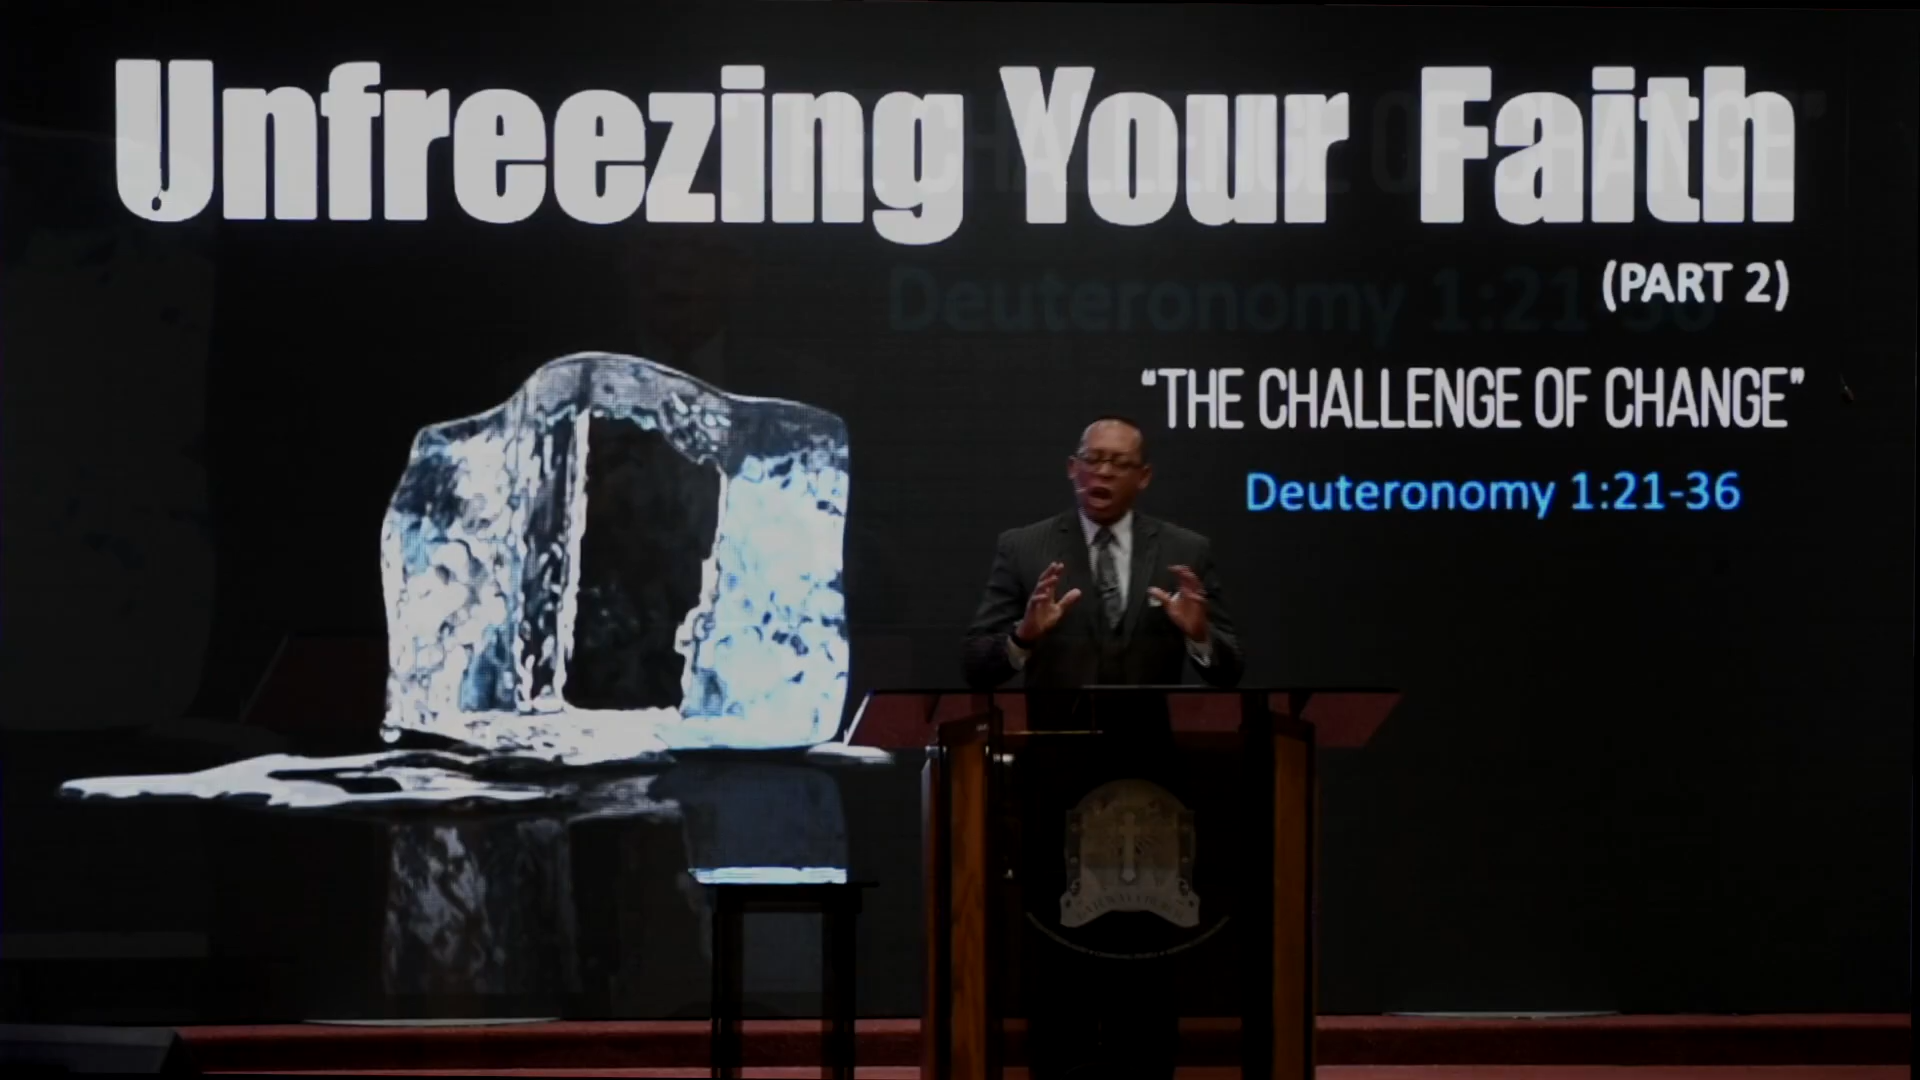 Unfreezing Your Faith
(PART 2)
“THE CHALLENGE OF CHANGE”
Deuteronomy 1:21-36